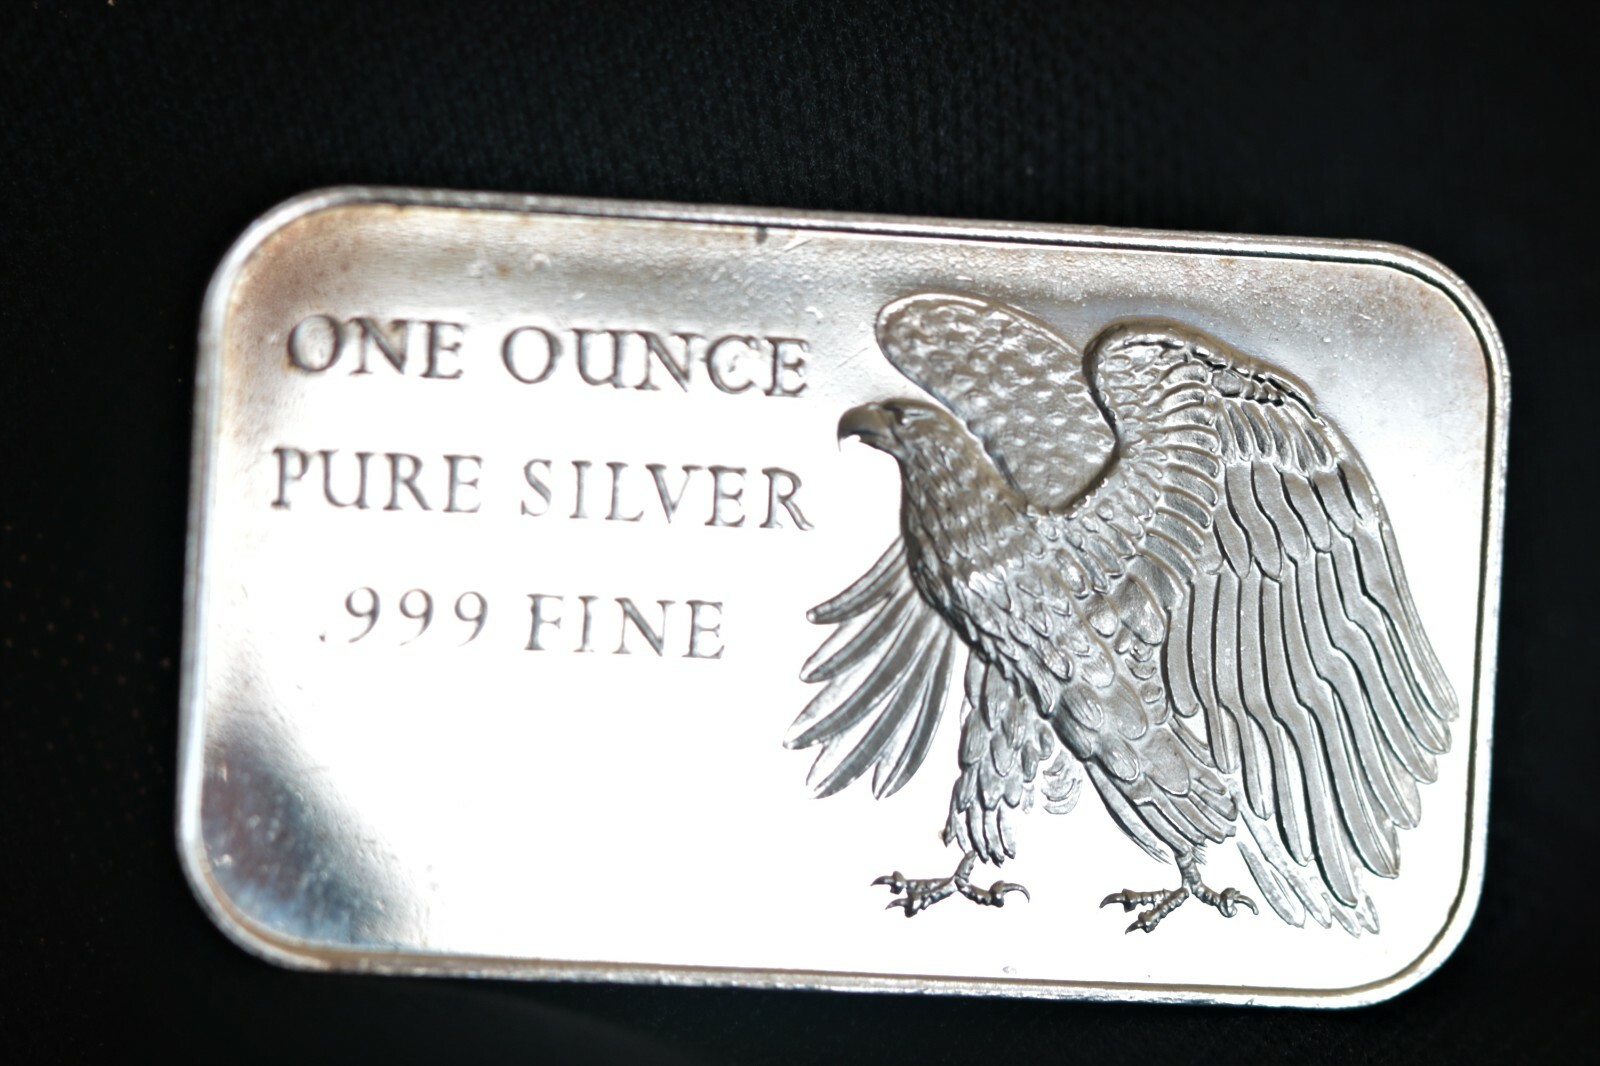 ONE OUNCE
PURE SILVER
.999 FINE